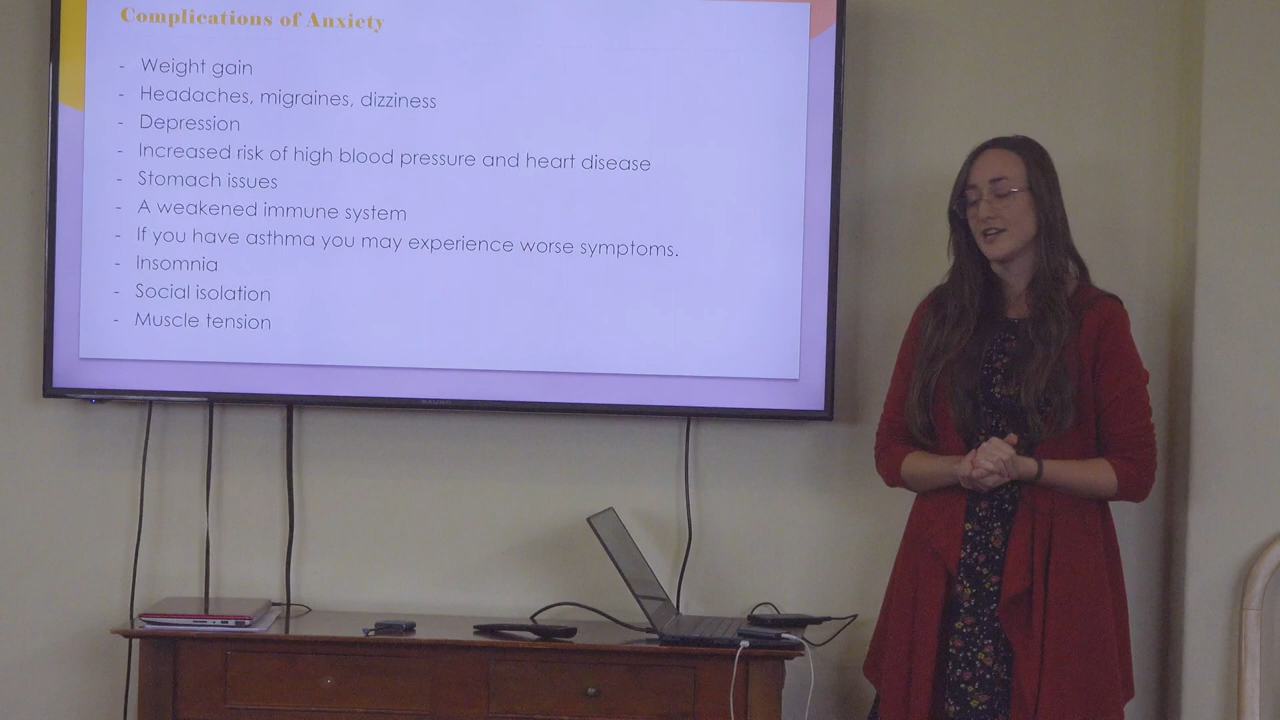 Complications of Anxiety
- Weight gain
- Headaches, migraines, dizziness
- Depression
- Increased risk of high blood pressure and heart disease
- Stomach issues
- A weakened immune system
- If you have asthma you may experience worse symptoms.
- Insomnia
- Social isolation
- Muscle tension